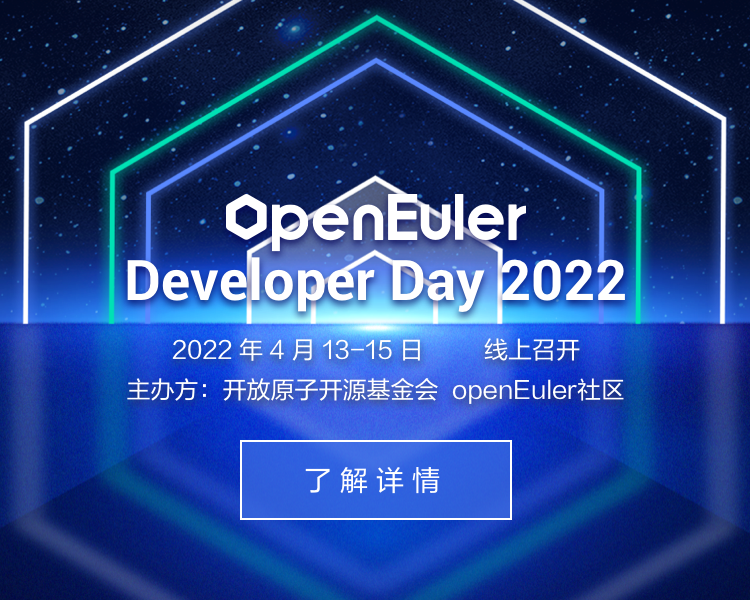 openEuler
Developer Day 2022
2022 年 4 月 13-15 日 线上召开
主办方：开放原子开源基金会 openEuler社区
了解详情